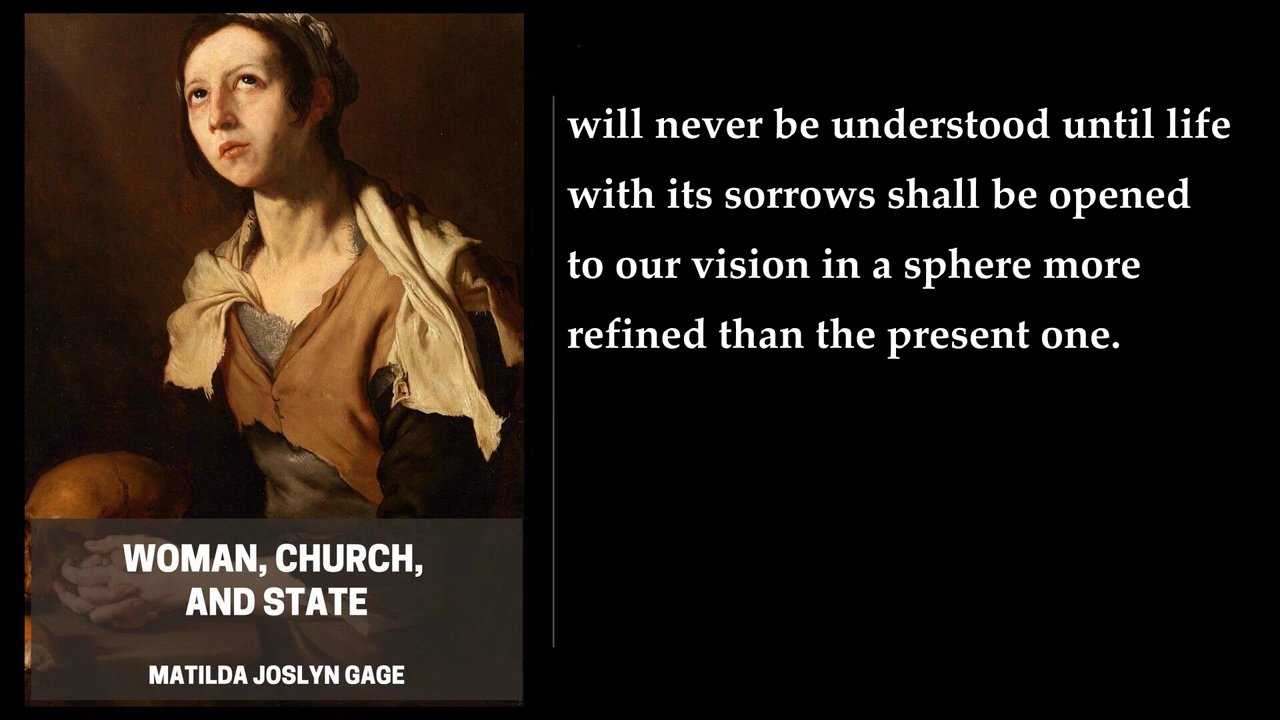 WOMAN, CHURCH,
AND STATE
MATILDA JOSLYN GAGE
will never be understood until life
with its sorrows shall be opened
to our vision in a sphere more
refined than the present one.